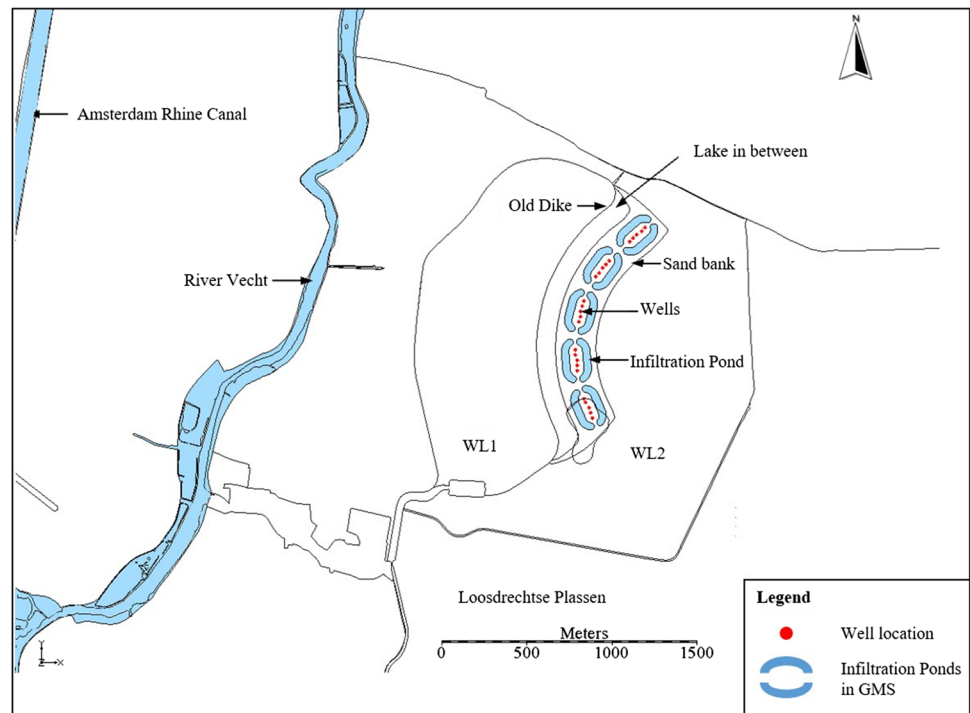 N
Amsterdam Rhine Canal
Lake in between
Old Dike
Sand bank
River Vecht
Wells
Infiltration Pond
WL1
WL2
Loosdrechtse Plassen
Meters
0 500 1000 1500
Y
Z X
Legend
Well location
Infiltration Ponds
in GMS